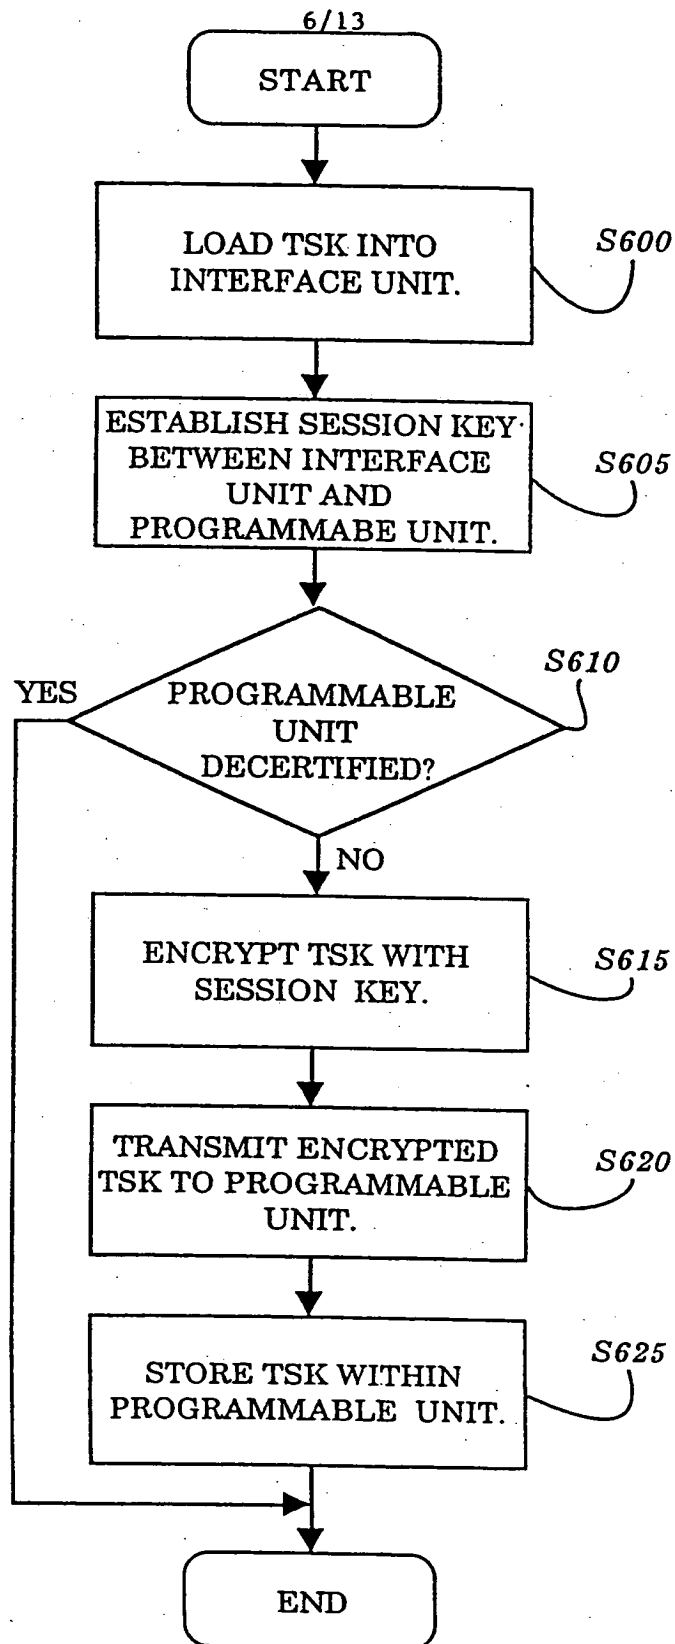 6/13
START
LOAD TSK INTO
INTERFACE UNIT.
S600
ESTABLISH SESSION KEY
BETWEEN INTERFACE
UNIT AND
PROGRAMMABE UNIT.
S605
PROGRAMMABLE
UNIT
DECERTIFIED?
S610
YES
NO
ENCRYPT TSK WITH
SESSION KEY.
S615
TRANSMIT ENCRYPTED
TSK TO PROGRAMMABLE
UNIT.
S620
STORE TSK WITHIN
PROGRAMMABLE UNIT.
S625
END